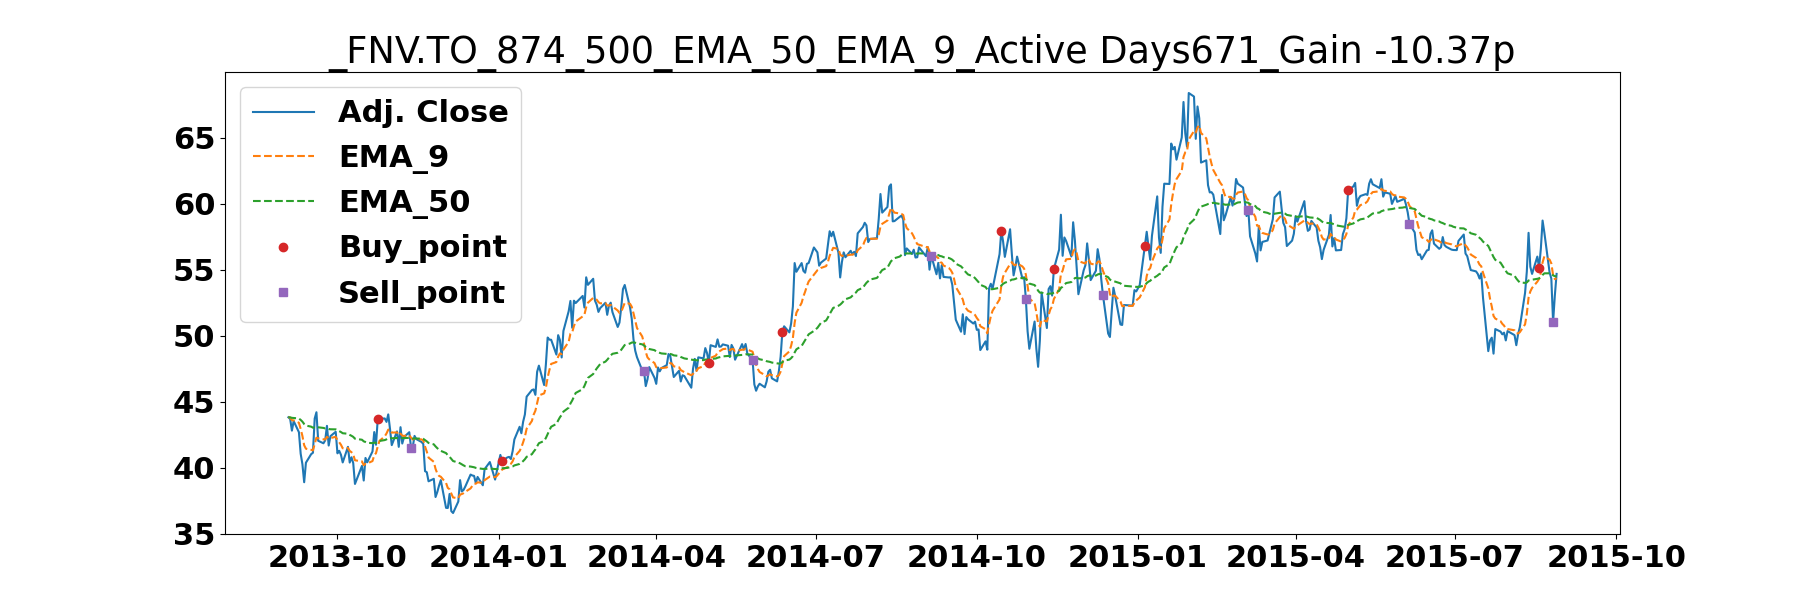 _FNV.TO_874_500_EMA_50_EMA_9_Active Days671_Gain -10.37p
Adj. Close
EMA_9
EMA_50
Buy_point
Sell_point
65
60
55
50
45
40
35
2013-10 2014-01 2014-04 2014-07 2014-10 2015-01 2015-04 2015-07 2015-10